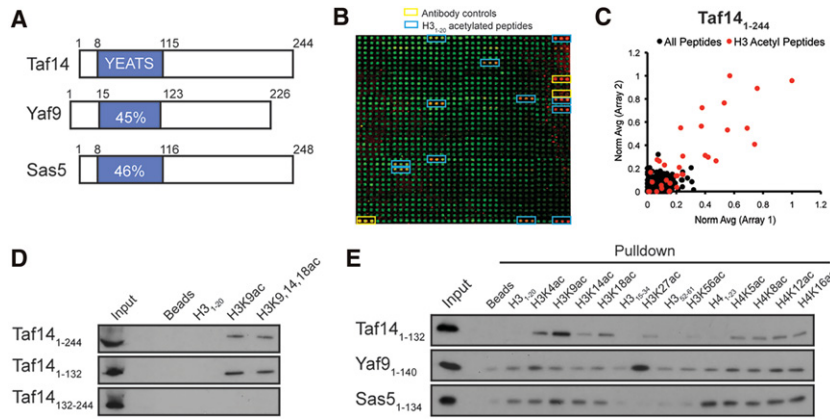 A
1 8 115 244
Taf14 YEATS
1 15 123 226
Yaf9 45%
1 8 116 248
Sas5 46%
B
Antibody controls
H3₁₋₂₀ acetylated peptides
C
Taf14₁₋₂₄₄
All Peptides H3 Acetyl Peptides
Norm Avg (Array 2)
1.2
1
0.8
0.6
0.4
0.2
0
0 0.2 0.4 0.6 0.8 1 1.2
Norm Avg (Array 1)
D
Input Beads H3₁₋₂₀ H3K9ac H3K9,14,18ac
Taf14₁₋₂₄₄
Taf14₁₋₁₃₂
Taf14₁₃₂₋₂₄₄
E
Pulldown
Input Beads H3₁₋₂₀ H3K4ac H3K9ac H3K14ac H3K18ac H3₁₅₋₃₄ H3K27ac H3₅₂₋₆₁ H3K56ac H4₁₋₂₃ H4K5ac H4K8ac H4K12ac H4K16ac
Taf14₁₋₁₃₂
Yaf9₁₋₁₄₀
Sas5₁₋₁₃₄